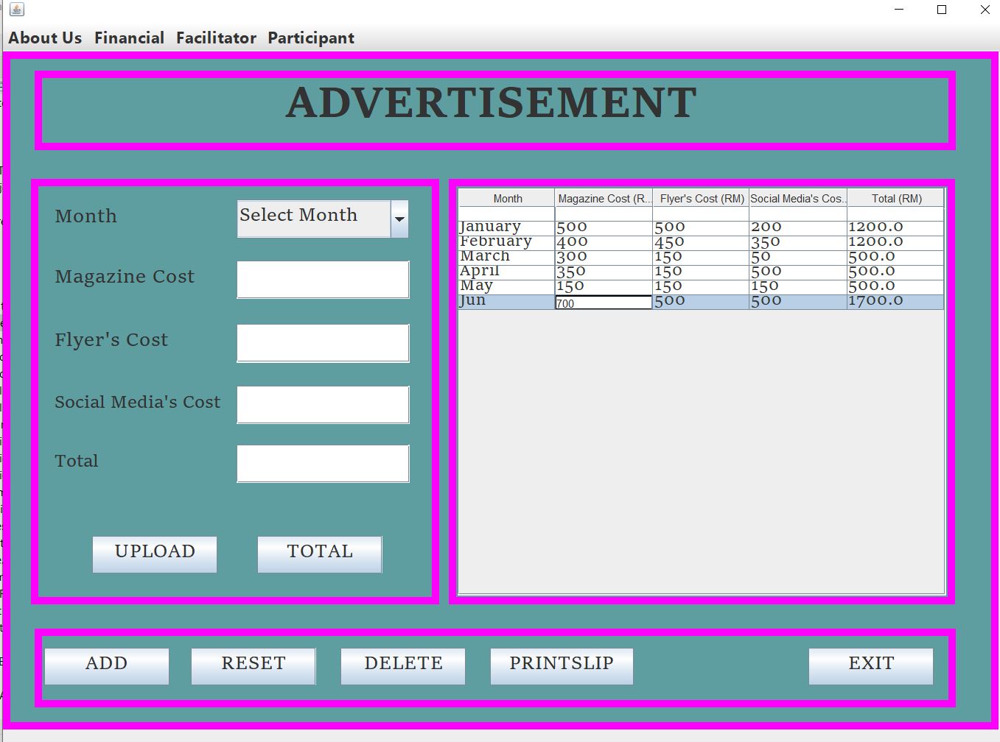 About Us Financial Facilitator Participant
ADVERTISEMENT
Month Select Month
Magazine Cost
Flyer's Cost
Social Media's Cost
Total
UPLOAD TOTAL
Month Magazine Cost (R... Flyer's Cost (RM) Social Media's Cos... Total (RM)
January 500 500 200 1200.0
February 400 450 350 1200.0
March 300 150 50 500.0
April 350 150 500 500.0
May 150 150 150 500.0
Jun 700 500 500 1700.0
ADD RESET DELETE PRINTSLIP EXIT